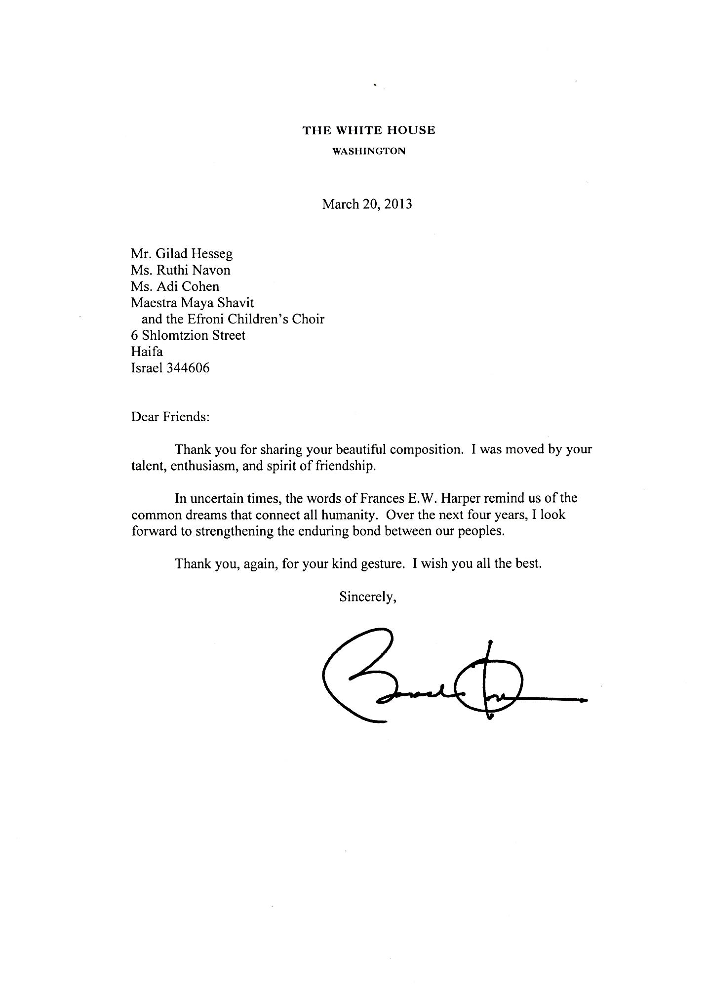 THE WHITE HOUSE
WASHINGTON
March 20, 2013
Mr. Gilad Hesseg
Ms. Ruthi Navon
Ms. Adi Cohen
Maestra Maya Shavit
and the Efroni Children's Choir
6 Shlomtzion Street
Haifa
Israel 344606
Dear Friends:
Thank you for sharing your beautiful composition. I was moved by your
talent, enthusiasm, and spirit of friendship.
In uncertain times, the words of Frances E.W. Harper remind us of the
common dreams that connect all humanity. Over the next four years, I look
forward to strengthening the enduring bond between our peoples.
Thank you, again, for your kind gesture. I wish you all the best.
Sincerely,